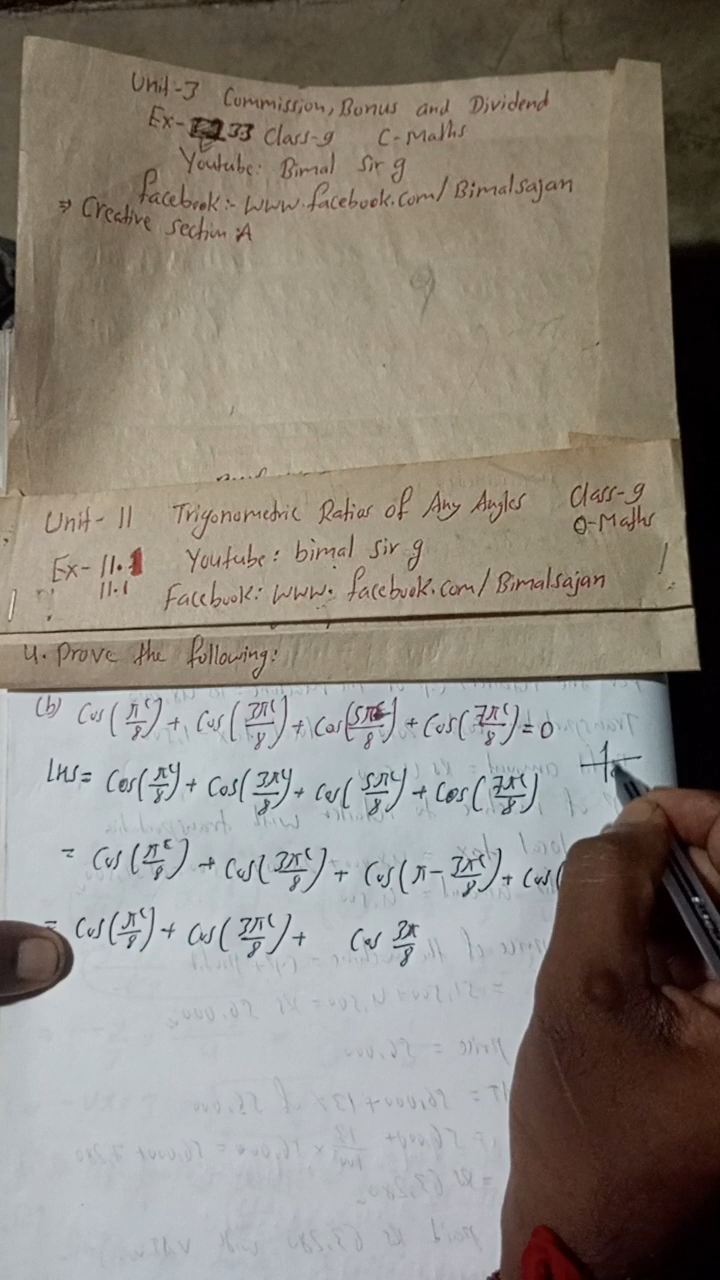 Unit-3 Commission, Bonus and Dividend
Ex- 33 Class-9 C-Maths
Youtube: Bimal Sir g
Facebook:- www.facebook.com/Bimalsajan
⇒ Creative Section:A
Unit-11 Trigonometric Ratios of Any Angles Class-9
O-Maths
Ex-11.1 Youtube: bimal sir g
11.1
Facebook: www.facebook.com/Bimalsajan
4. Prove the following:
(b) Cos(π^c/8) + Cos(3π^c/8) + Cos(5π^c/8) + Cos(7π^c/8) = 0
LHS = Cos(π^c/8) + Cos(3π^c/8) + Cos(5π^c/8) + Cos(7π^c/8)
= Cos(π^c/8) + Cos(3π^c/8) + Cos(π - 3π^c/8) + Cos(
= Cos(π^c/8) + Cos(3π^c/8) + Cos 3π/8